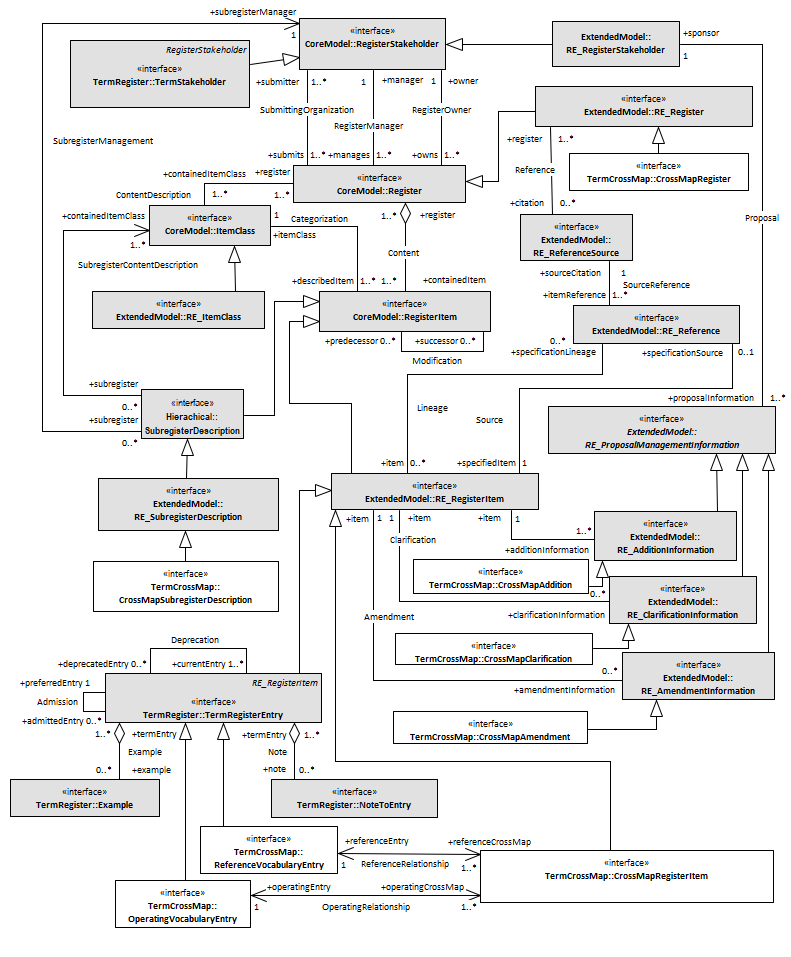 +subregisterManager
1
«interface»
CoreModel::RegisterStakeholder
«interface»
ExtendedModel::
RE_RegisterStakeholder
+sponsor
1
RegisterStakeholder
«interface»
TermRegister::TermStakeholder
+submitter
1..*
1
+manager
1
+owner
SubmittingOrganization
RegisterOwner
RegisterManager
SubregisterManagement
«interface»
ExtendedModel::RE_Register
+register
1..*
«interface»
TermCrossMap::CrossMapRegister
+submits
1..*
+manages
1..*
+owns
1..*
Reference
+containedItemClass
+register
«interface»
CoreModel::Register
ContentDescription
1..*
1..*
+citation
0..*
+containedItemClass
«interface»
CoreModel::ItemClass
1
Categorization
+itemClass
1..*
+register
Proposal
1..*
«interface»
ExtendedModel::
RE_ReferenceSource
Content
SubregisterContentDescription
+sourceCitation
1
+describedItem
1..*
1..*
+containedItem
SourceReference
+itemReference
1..*
«interface»
ExtendedModel::RE_ItemClass
«interface»
CoreModel::RegisterItem
«interface»
ExtendedModel::RE_Reference
+predecessor
0..*
+successor
0..*
Modification
0..*
+specificationLineage
+specificationSource
0..1
+subregister
0..*
+subregister
0..*
«interface»
Hierachical::
SubregisterDescription
+proposalInformation
1..*
Lineage
Source
«interface»
ExtendedModel::
RE_ProposalManagementInformation
+item
0..*
+specifiedItem
1
«interface»
ExtendedModel::RE_RegisterItem
«interface»
ExtendedModel::
RE_SubregisterDescription
+item
1
1
+item
+item
1
1..*
Clarification
+additionInformation
«interface»
ExtendedModel::
RE_AdditionInformation
«interface»
TermCrossMap::
CrossMapSubregisterDescription
«interface»
TermCrossMap::CrossMapAddition
0..*
«interface»
ExtendedModel::
RE_ClarificationInformation
+clarificationInformation
Amendment
«interface»
TermCrossMap::CrossMapClarification
Deprecation
+deprecatedEntry
0..*
+currentEntry
1..*
0..*
«interface»
ExtendedModel::
RE_AmendmentInformation
+amendmentInformation
+preferredEntry
1
Admission
+admittedEntry
0..*
RE_RegisterItem
«interface»
TermRegister::TermRegisterEntry
«interface»
TermCrossMap::CrossMapAmendment
1..*
+termEntry
+termEntry
1..*
Example
Note
0..*
+example
+note
0..*
«interface»
TermRegister::Example
«interface»
TermRegister::NoteToEntry
«interface»
TermCrossMap::
ReferenceVocabularyEntry
+referenceEntry
+referenceCrossMap
1
ReferenceRelationship
1..*
«interface»
TermCrossMap::CrossMapRegisterItem
«interface»
TermCrossMap::
OperatingVocabularyEntry
+operatingEntry
+operatingCrossMap
1
OperatingRelationship
1..*